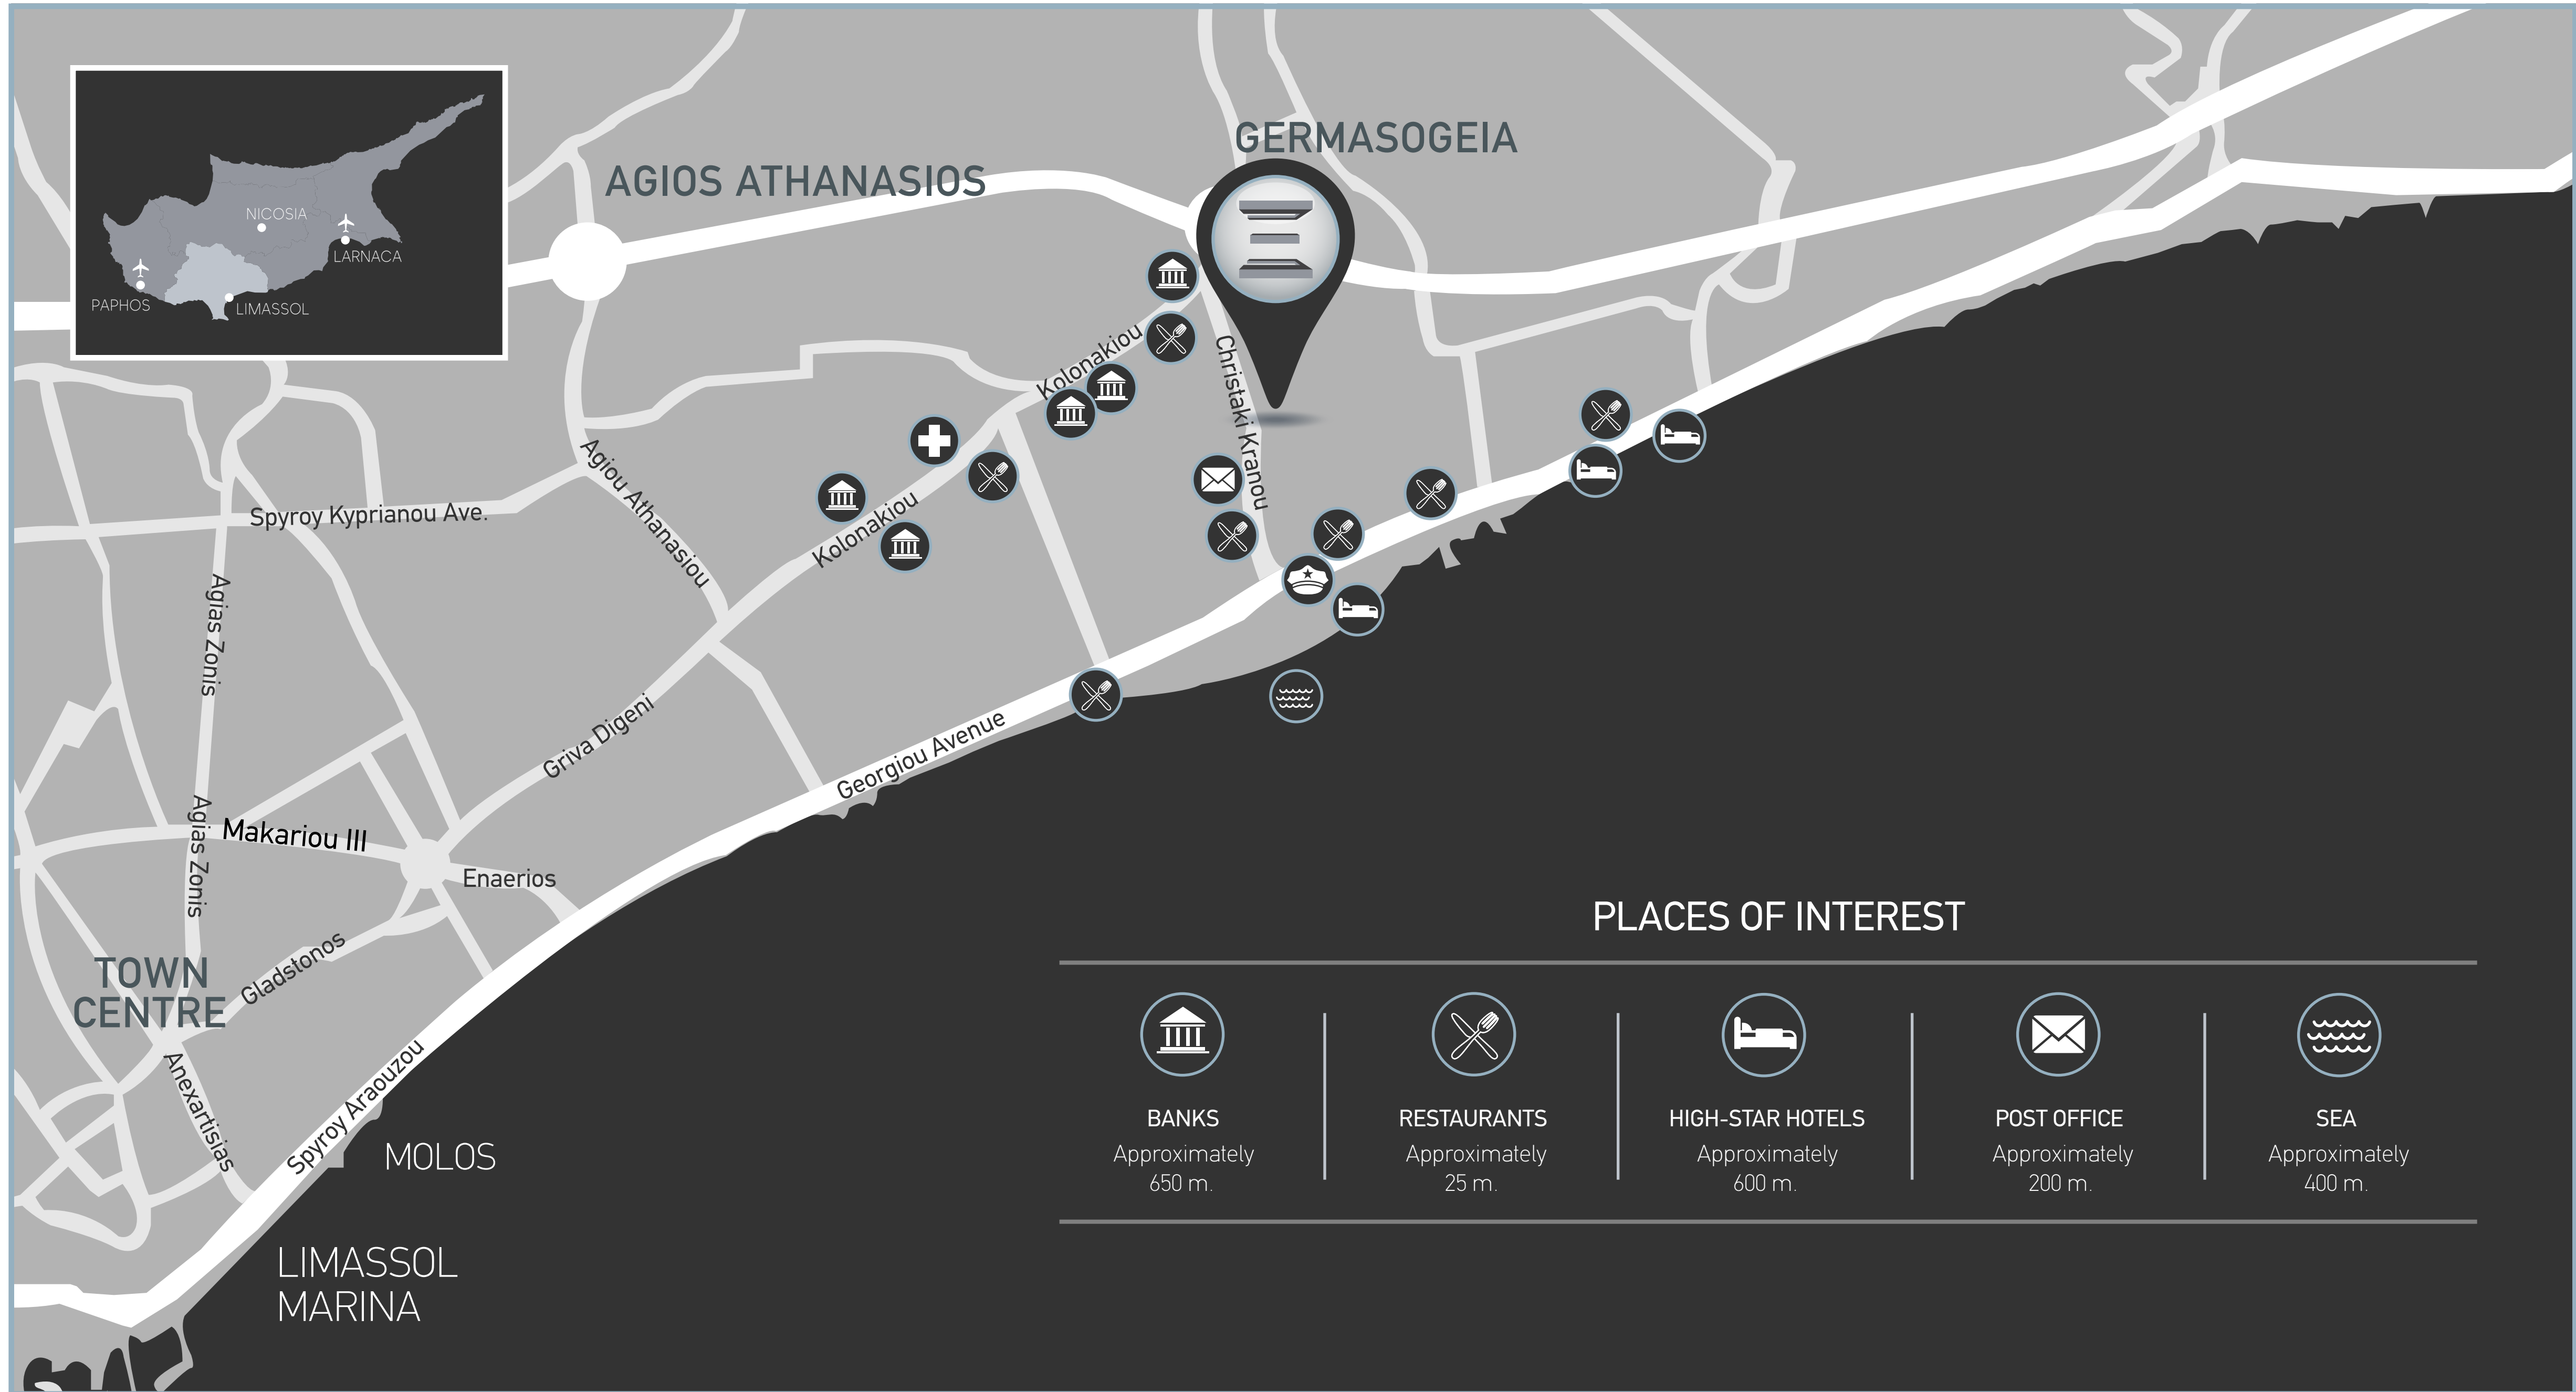 GERMASOGEIA
AGIOS ATHANASIOS
NICOSIA
LARNACA
PAPHOS
LIMASSOL
Kolonakiou
Christaki Kranou
Agiou Athanasiou
Kolonakiou
Spyroy Kyprianou Ave.
Agias Zonis
Griva Digeni
Georgiou Avenue
Agias Zonis
Makariou III
Enaerios
TOWN
CENTRE
Gladstonos
Anexartisias
Spyroy Araouzou
MOLOS
LIMASSOL
MARINA
PLACES OF INTEREST
BANKS
Approximately
650 m.
RESTAURANTS
Approximately
25 m.
HIGH-STAR HOTELS
Approximately
600 m.
POST OFFICE
Approximately
200 m.
SEA
Approximately
400 m.